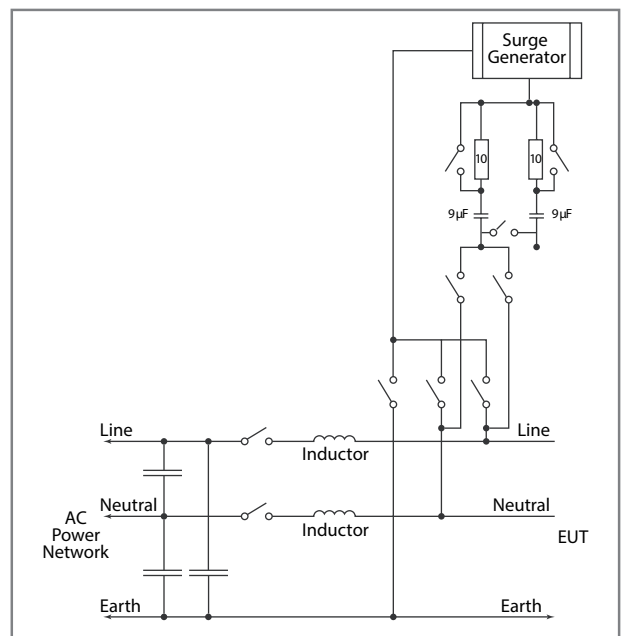 Surge
Generator
10
10
9µF
9µF
Line
Line
Inductor
Neutral
Neutral
AC
Power
Network
Inductor
EUT
Earth
Earth